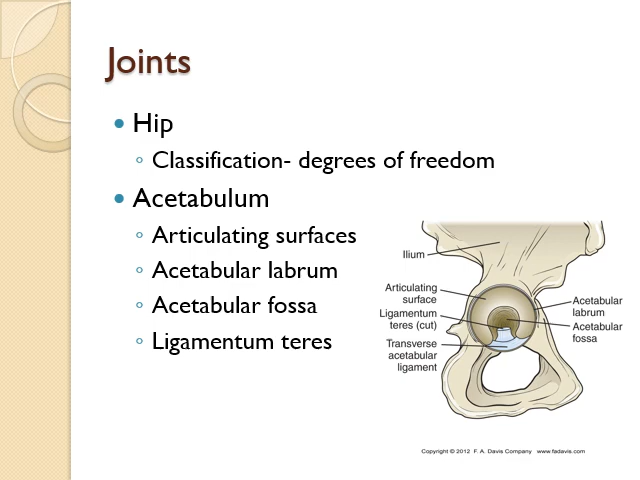 Joints
• Hip
◦ Classification- degrees of freedom
• Acetabulum
◦ Articulating surfaces
◦ Acetabular labrum
◦ Acetabular fossa
◦ Ligamentum teres
Ilium
Articulating
surface
Ligamentum
teres (cut)
Transverse
acetabular
ligament
Acetabular
labrum
Acetabular
fossa
Copyright © 2012 F. A. Davis Company www.fadavis.com